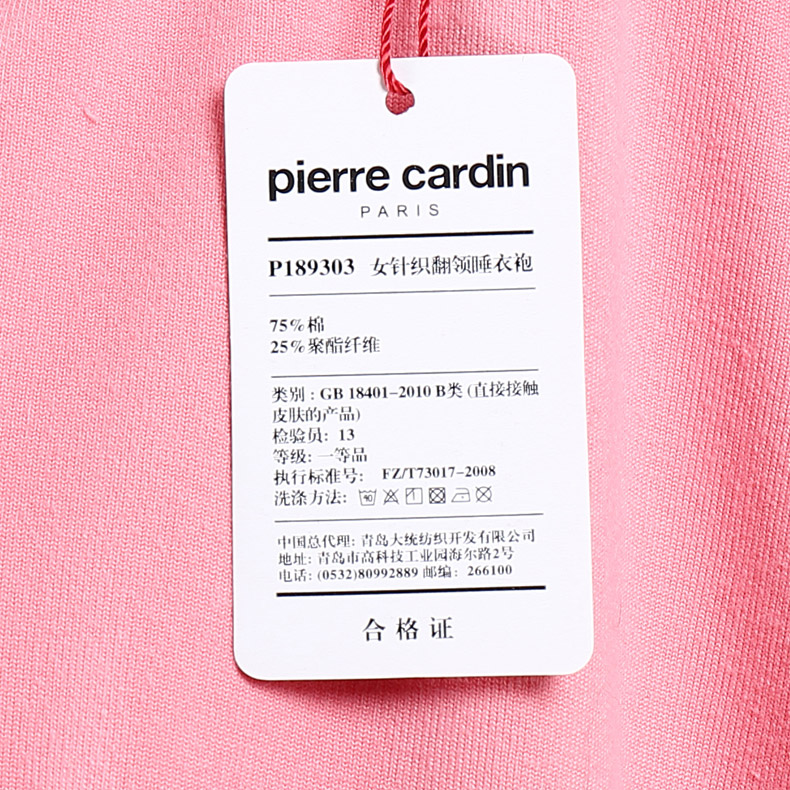 pierre cardin
PARIS
P189303 女针织翻领睡衣袍
75%棉
25%聚酯纤维
类别：GB 18401-2010 B类 (直接接触
皮肤的产品)
检验员: 13
等级: 一等品
执行标准号: FZ/T73017-2008
洗涤方法:
中国总代理: 青岛大统纺织开发有限公司
地址: 青岛市高科技工业园海尔路2号
电话: (0532)80992889 邮编: 266100
合格证